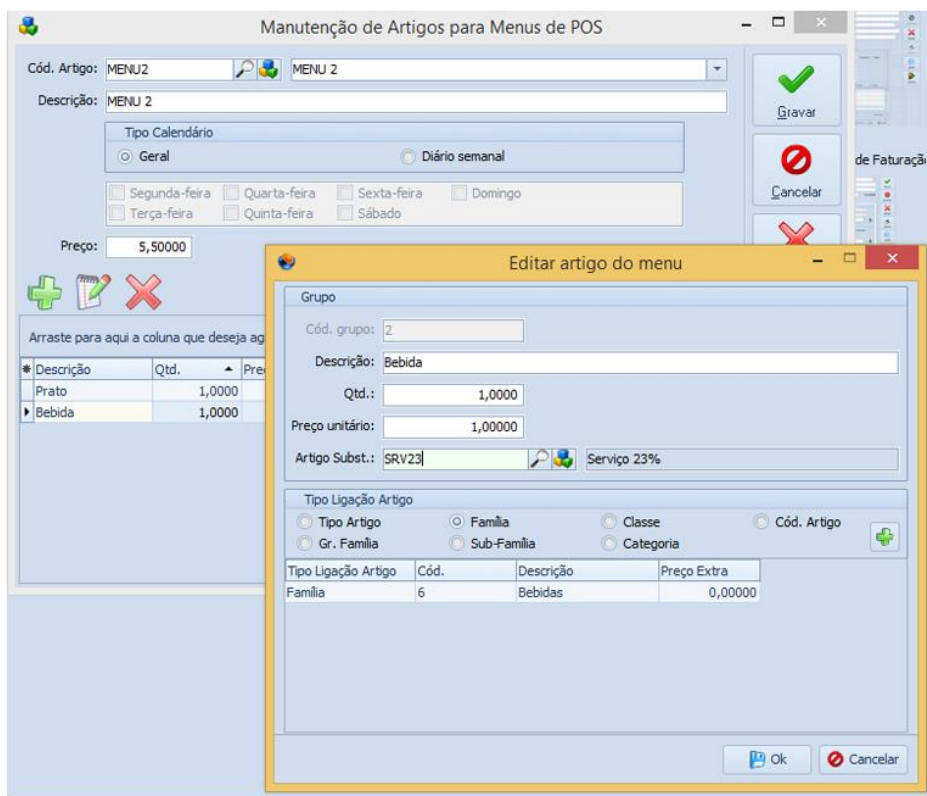 Manutenção de Artigos para Menus de POS
Cód. Artigo: MENU2 MENU 2
Descrição: MENU 2
Gravar
Tipo Calendário
Geral Diário semanal
de Faturaçã
Segunda-feira Quarta-feira Sexta-feira Domingo
Terça-feira Quinta-feira Sábado
Cancelar
Preço: 5,50000
Arraste para aqui a coluna que deseja ag
Descrição Qtd. Pre
Prato 1,0000
Bebida 1,0000
Editar artigo do menu
Grupo
Cód. grupo: 2
Descrição: Bebida
Qtd.: 1,0000
Preço unitário: 1,00000
Artigo Subst.: SRV23 Serviço 23%
Tipo Ligação Artigo
Tipo Artigo Família Classe Cód. Artigo
Gr. Família Sub-Família Categoria
Tipo Ligação Artigo Cód. Descrição Preço Extra
Família 6 Bebidas 0,00000
Ok Cancelar